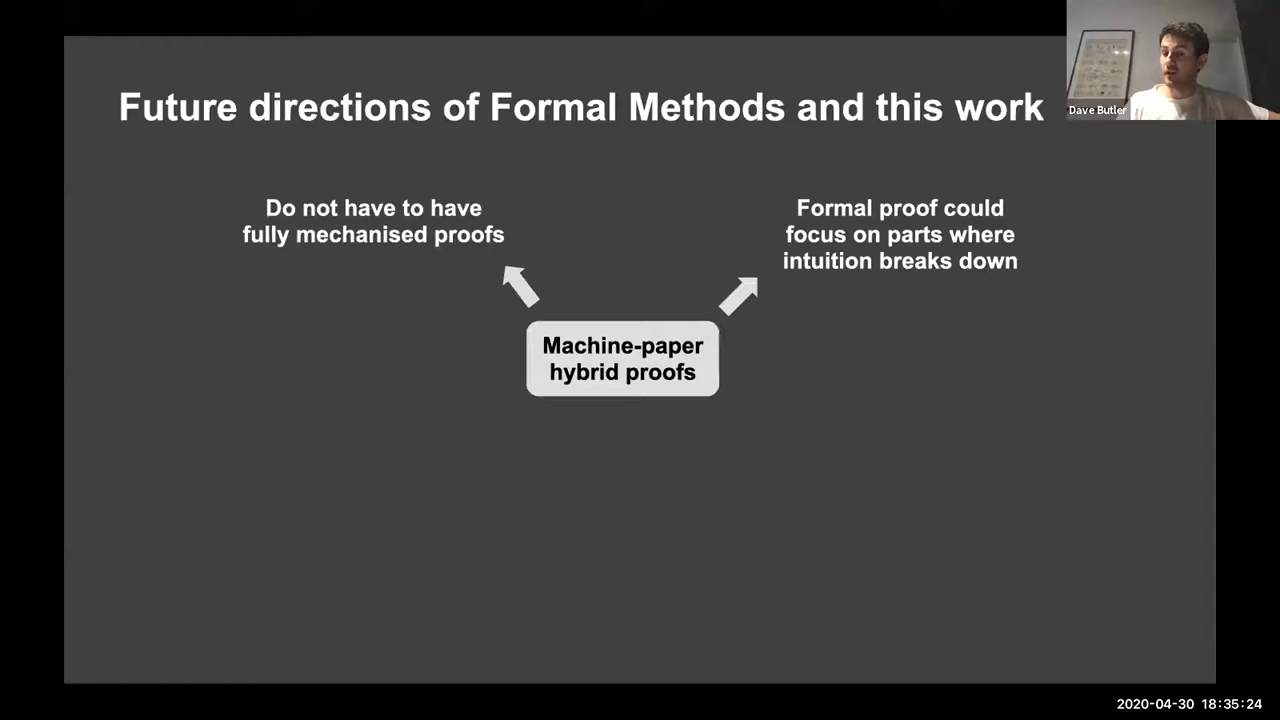 Future directions of Formal Methods and this work
Dave Butler
Do not have to have
fully mechanised proofs
Formal proof could
focus on parts where
intuition breaks down
Machine-paper
hybrid proofs
2020-04-30 18:35:24